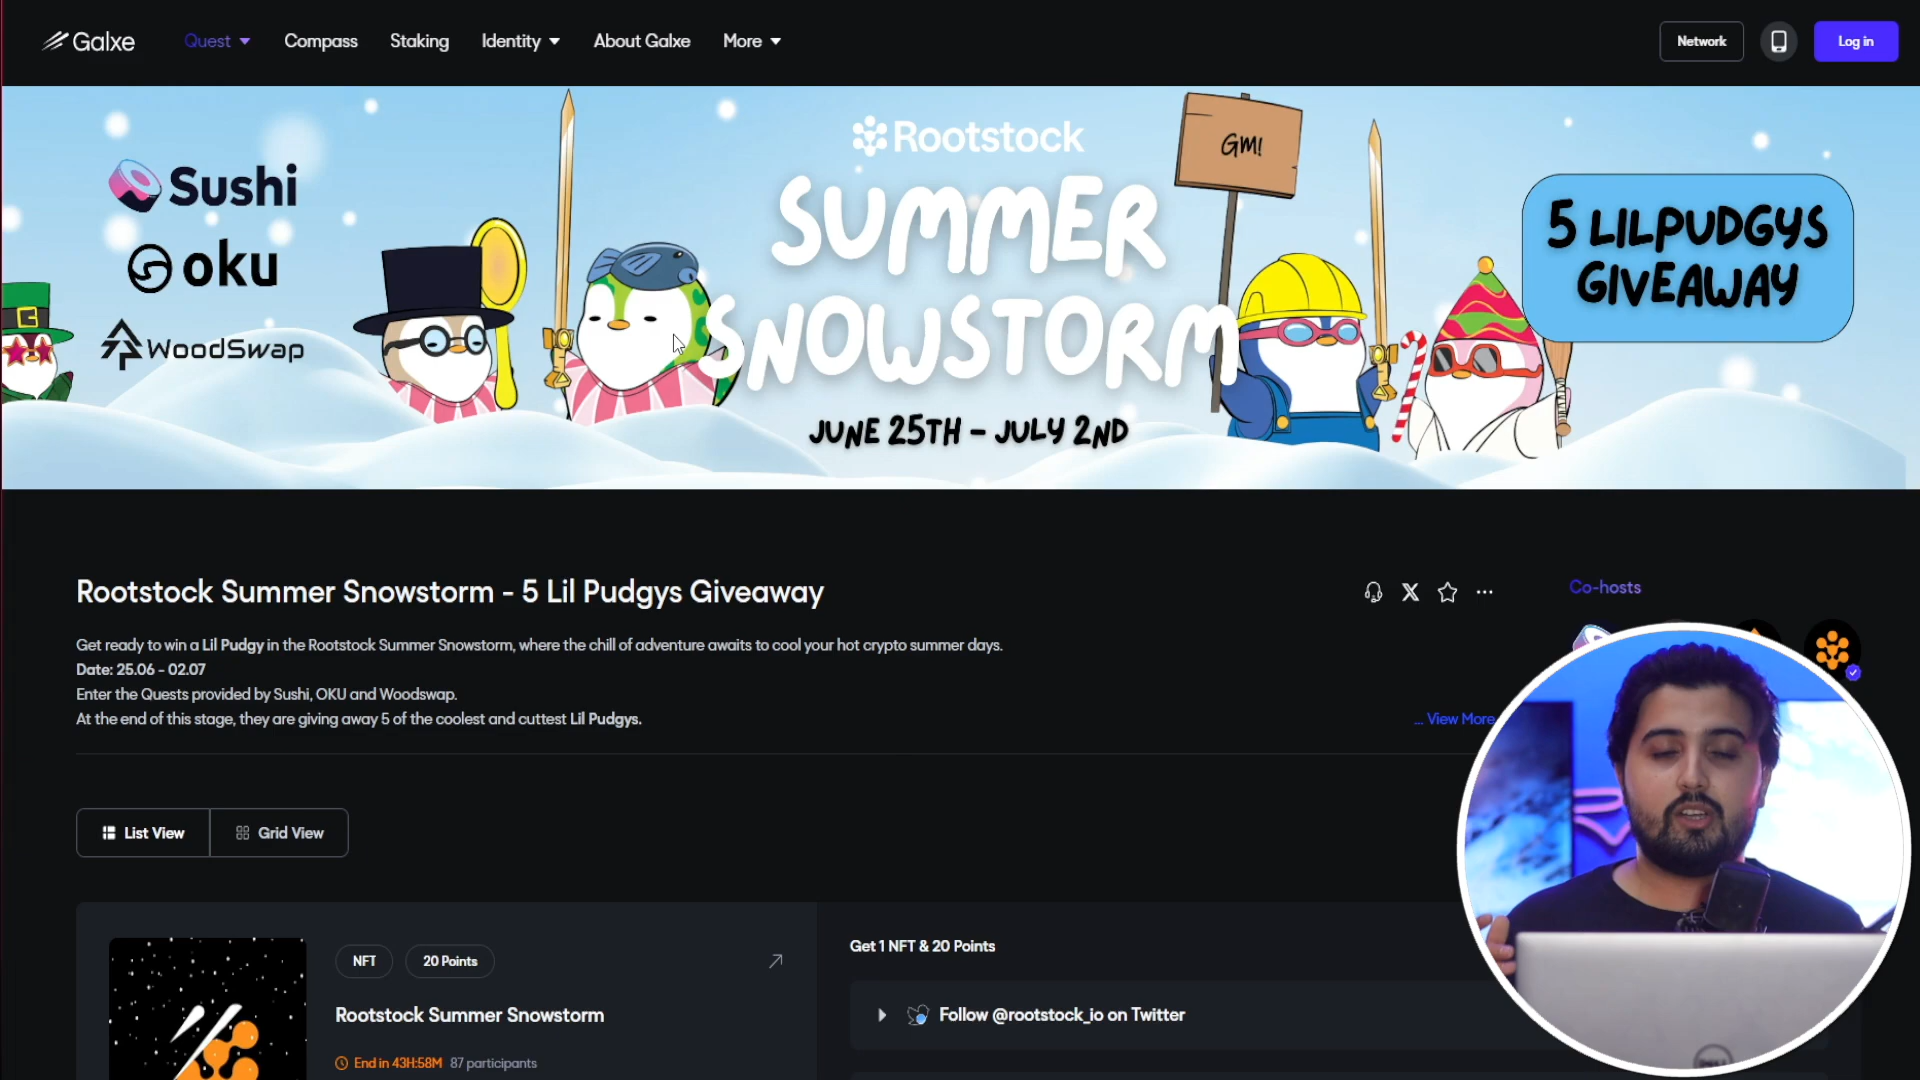 Galxe
Quest
Compass
Staking
Identity
About Galxe
More
Network
Log in
Sushi
oku
WoodSwap
Rootstock
SUMMER
SNOWSTORM
JUNE 25TH - JULY 2ND
GM!
5 LILPUDGYS
GIVEAWAY
Rootstock Summer Snowstorm - 5 Lil Pudgys Giveaway
Co-hosts
Get ready to win a Lil Pudgy in the Rootstock Summer Snowstorm, where the chill of adventure awaits to cool your hot crypto summer days.
Date: 25.06 - 02.07
Enter the Quests provided by Sushi, OKU and Woodswap.
At the end of this stage, they are giving away 5 of the coolest and cuttest Lil Pudgys.
... View More
List View
Grid View
NFT
20 Points
Rootstock Summer Snowstorm
End in 43H:58M
87 participants
Get 1 NFT & 20 Points
Follow @rootstock_io on Twitter
DELL